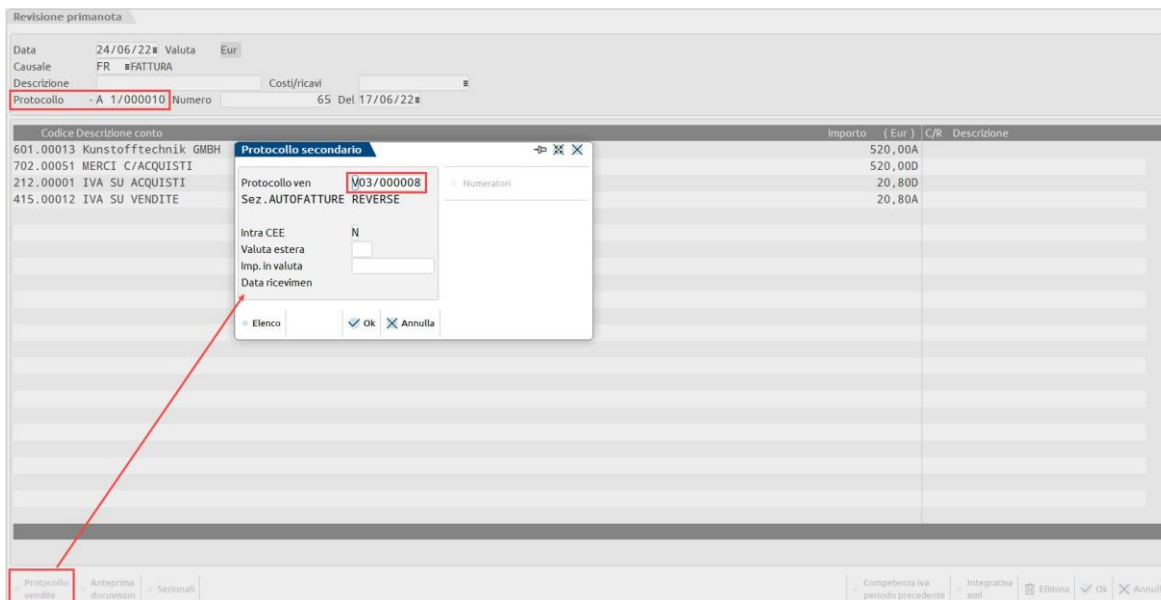 Revisione primanota
Data 24/06/22 Valuta Eur
Causale FR FATTURA
Descrizione Costi/ricavi
Protocollo - A 1/000010 Numero 65 Del 17/06/22
Codice Descrizione conto Importo (Eur) C/R Descrizione
601.00013 Kunstofftechnik GMBH 520,00A
702.00051 MERCI C/ACQUISTI 520,00D
212.00001 IVA SU ACQUISTI 20,80D
415.00012 IVA SU VENDITE 20,80A
Protocollo secondario
Protocollo ven V03/000008 Numeratori
Sez.AUTOFATTURE REVERSE
Intra CEE N
Valuta estera
Imp. in valuta
Data ricevimen
Elenco Ok Annulla
Protocollo vendite
Anteprima docuvision
Sezionali
Competenza iva periodo precedente
Integrativa xml
Elimina Ok Annull